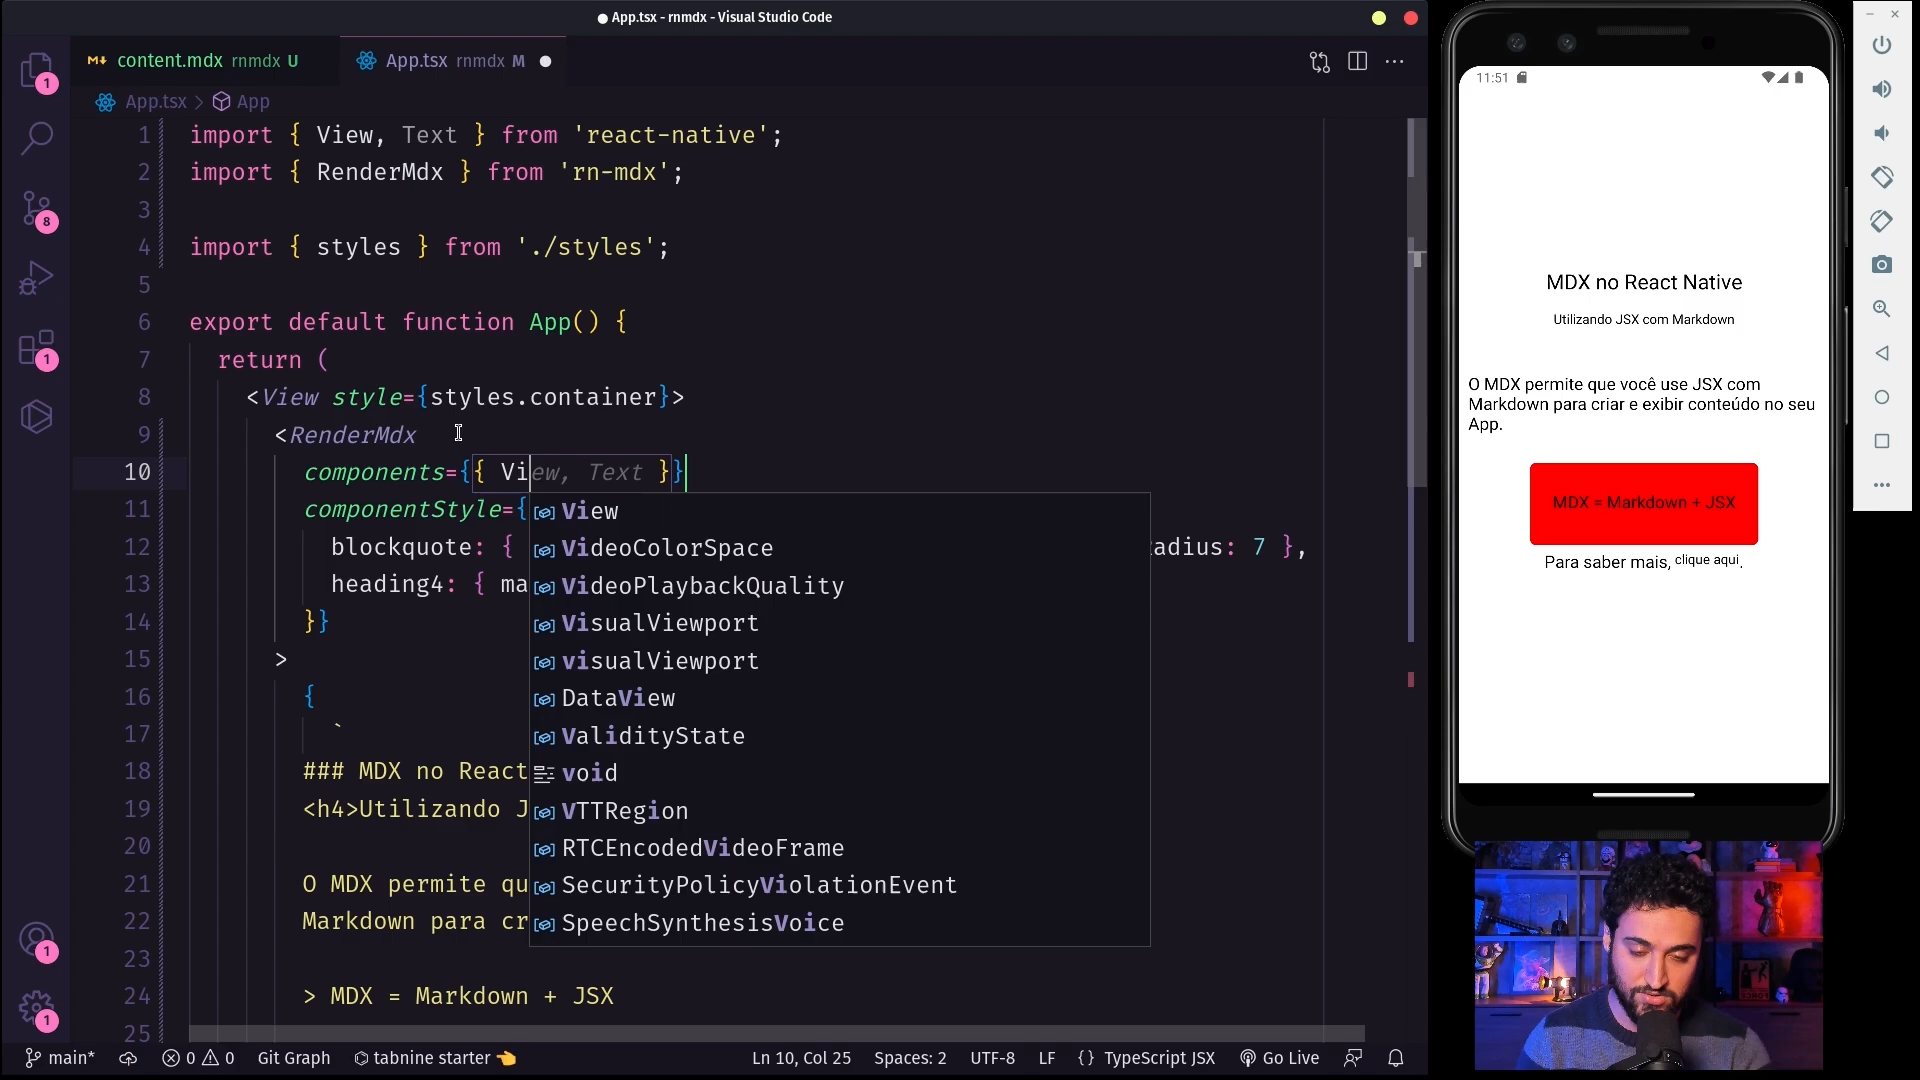 App.tsx - rnmdx - Visual Studio Code
content.mdx rnmdx U
App.tsx rnmdx M
App.tsx > App
1 import { View, Text } from 'react-native';
2 import { RenderMdx } from 'rn-mdx';
3
4 import { styles } from './styles';
5
6 export default function App() {
7 return (
8 <View style={styles.container}>
9 <RenderMdx
10 components={{ View, Text }}
11 componentStyle={
12 blockquote: { adius: 7 },
13 heading4: { ma
14 }}
15 >
16 {
17 `
18 ### MDX no React
19 <h4>Utilizando J
20
21 O MDX permite qu
22 Markdown para cr
23
24 > MDX = Markdown + JSX
25
View
VideoColorSpace
VideoPlaybackQuality
VisualViewport
visualViewport
DataView
ValidityState
void
VTTRegion
RTCEncodedVideoFrame
SecurityPolicyViolationEvent
SpeechSynthesisVoice
1
8
1
1
1
main* 0 0 Git Graph tabnine starter Ln 10, Col 25 Spaces: 2 UTF-8 LF {} TypeScript JSX Go Live
11:51
MDX no React Native
Utilizando JSX com Markdown
O MDX permite que você use JSX com
Markdown para criar e exibir conteúdo no seu
App.
MDX = Markdown + JSX
Para saber mais, clique aqui.